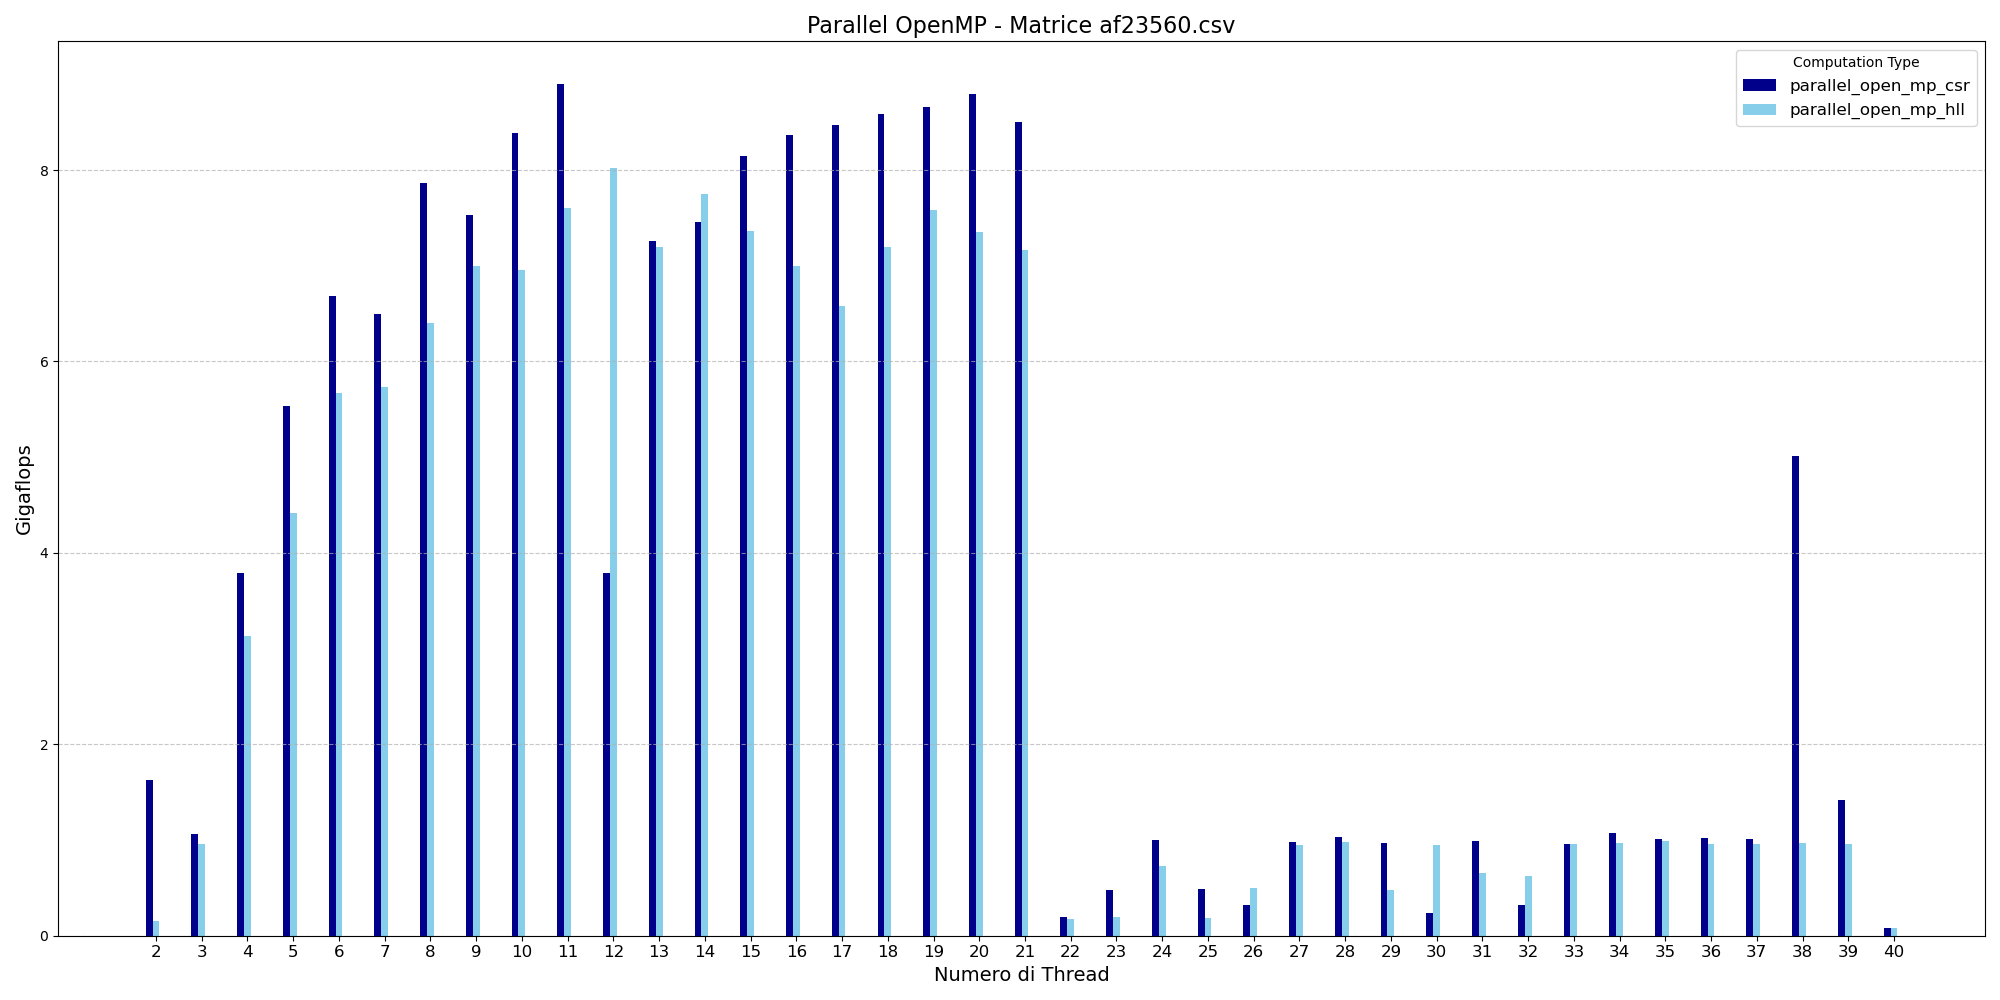 Parallel OpenMP - Matrice af23560.csv
Computation Type
parallel_open_mp_csr
parallel_open_mp_hll
Gigaflops
8
6
4
2
0
2 3 4 5 6 7 8 9 10 11 12 13 14 15 16 17 18 19 20 21 22 23 24 25 26 27 28 29 30 31 32 33 34 35 36 37 38 39 40
Numero di Thread